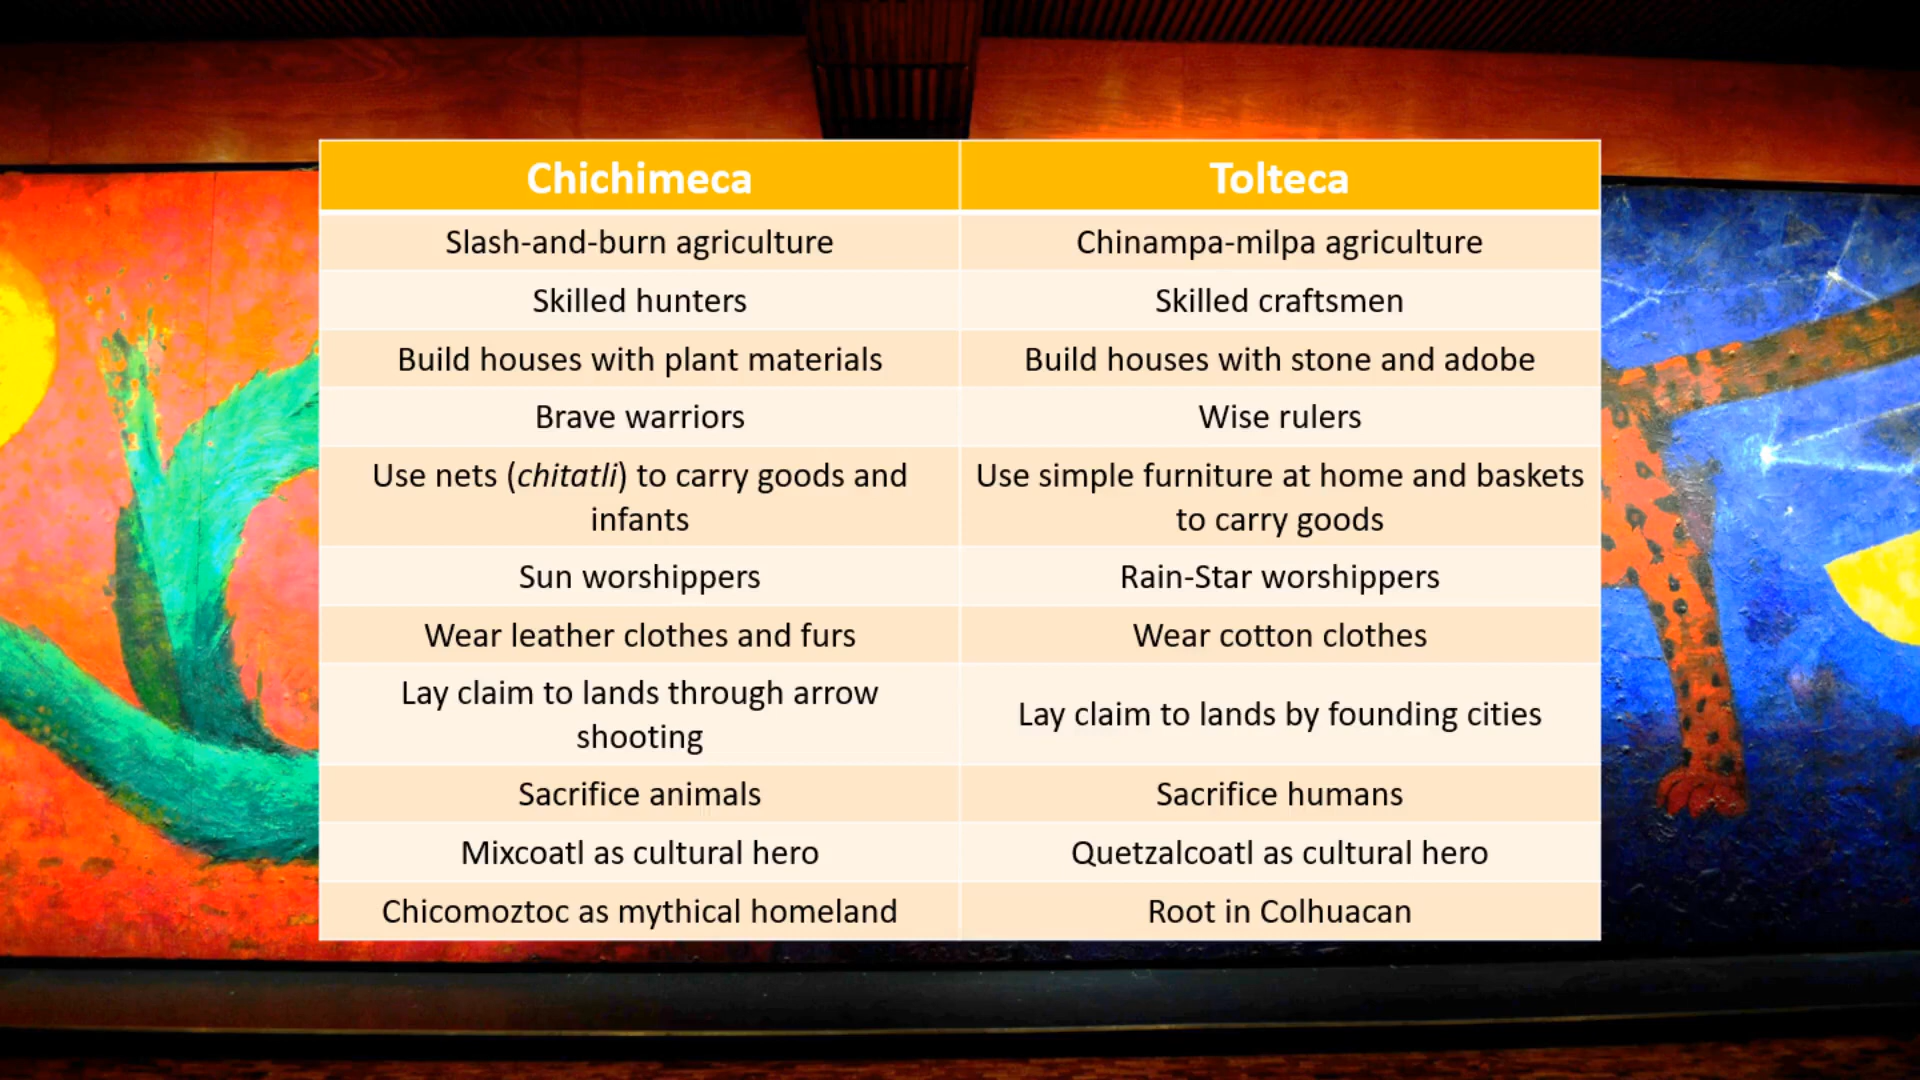 Chichimeca
Tolteca
Slash-and-burn agriculture
Chinampa-milpa agriculture
Skilled hunters
Skilled craftsmen
Build houses with plant materials
Build houses with stone and adobe
Brave warriors
Wise rulers
Use nets (chitatli) to carry goods and
infants
Use simple furniture at home and baskets
to carry goods
Sun worshippers
Rain-Star worshippers
Wear leather clothes and furs
Wear cotton clothes
Lay claim to lands through arrow
shooting
Lay claim to lands by founding cities
Sacrifice animals
Sacrifice humans
Mixcoatl as cultural hero
Quetzalcoatl as cultural hero
Chicomoztoc as mythical homeland
Root in Colhuacan